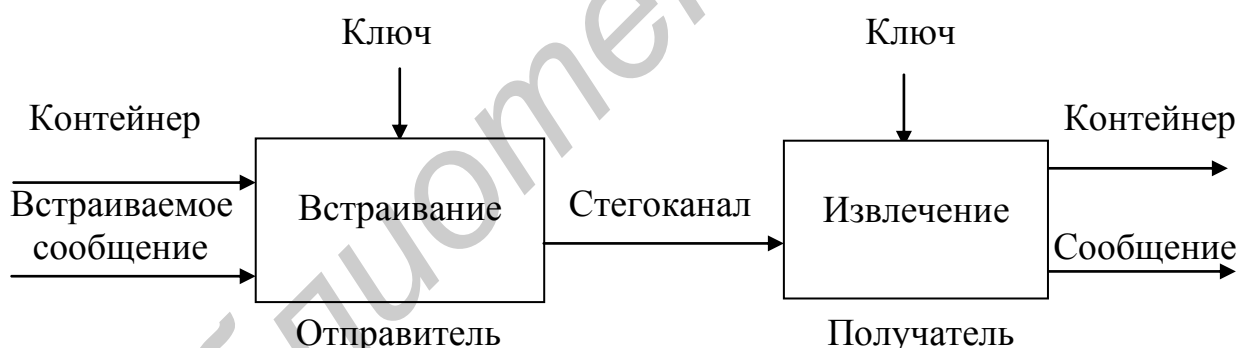 Ключ
Ключ
Контейнер
Контейнер
Встраиваемое
сообщение
Встраивание
Стегоканал
Извлечение
Сообщение
Отправитель
Получатель